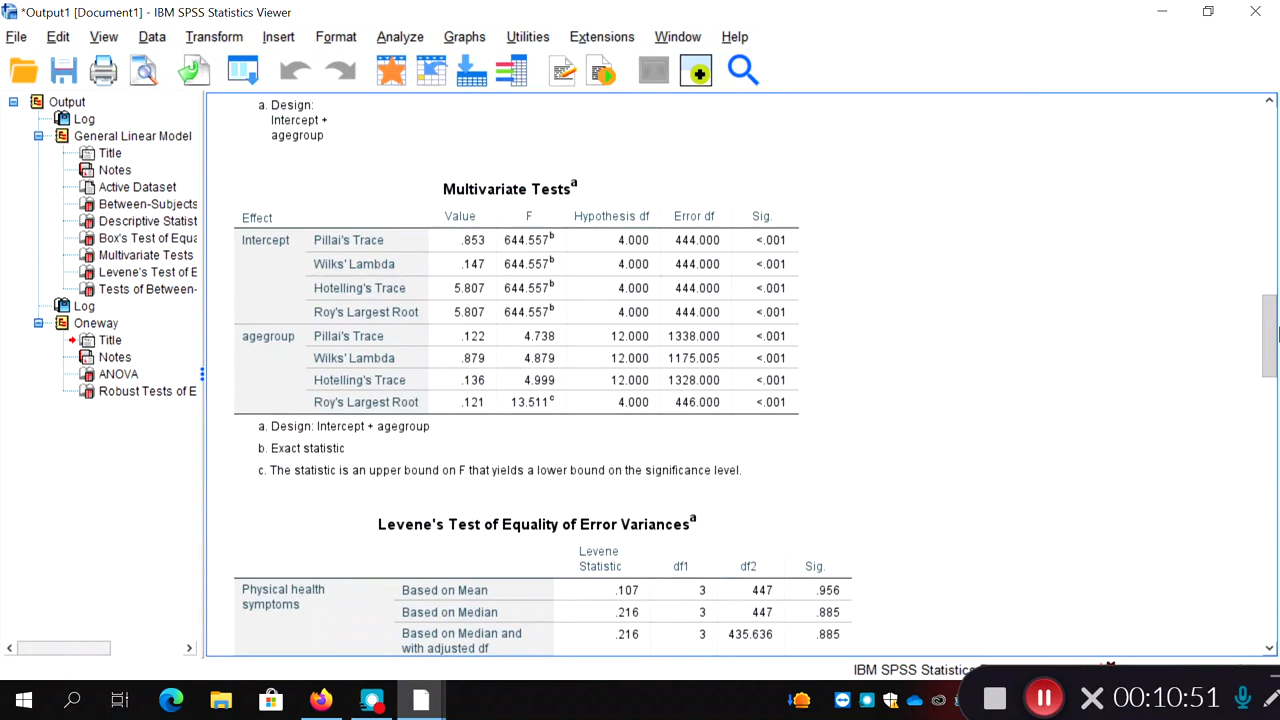 *Output1 [Document1] - IBM SPSS Statistics Viewer
File Edit View Data Transform Insert Format Analyze Graphs Utilities Extensions Window Help
Output
Log
General Linear Model
Title
Notes
Active Dataset
Between-Subjects
Descriptive Statist
Box's Test of Equa
Multivariate Tests
Levene's Test of E
Tests of Between-
Log
Oneway
Title
Notes
ANOVA
Robust Tests of E
a. Design:
Intercept +
agegroup
Multivariate Tests a
Effect Value F Hypothesis df Error df Sig.
Intercept Pillai's Trace .853 644.557 b 4.000 444.000 <.001
Wilks' Lambda .147 644.557 b 4.000 444.000 <.001
Hotelling's Trace 5.807 644.557 b 4.000 444.000 <.001
Roy's Largest Root 5.807 644.557 b 4.000 444.000 <.001
agegroup Pillai's Trace .122 4.738 12.000 1338.000 <.001
Wilks' Lambda .879 4.879 12.000 1175.005 <.001
Hotelling's Trace .136 4.999 12.000 1328.000 <.001
Roy's Largest Root .121 13.511 c 4.000 446.000 <.001
a. Design: Intercept + agegroup
b. Exact statistic
c. The statistic is an upper bound on F that yields a lower bound on the significance level.
Levene's Test of Equality of Error Variances a
Levene
Statistic df1 df2 Sig.
Physical health
symptoms
Based on Mean .107 3 447 .956
Based on Median .216 3 447 .885
Based on Median and
with adjusted df
.216 3 435.636 .885
IBM SPSS Statistics
00:10:51